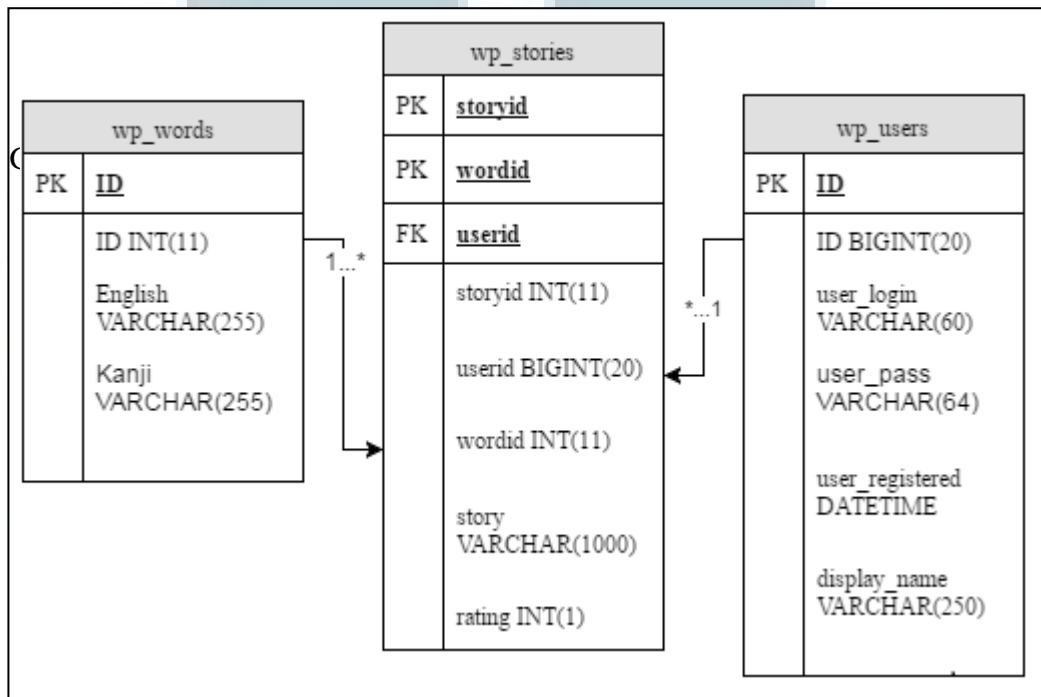 wp_words
PK ID
ID INT(11)
English
VARCHAR(255)
Kanji
VARCHAR(255)
1...*
wp_stories
PK storyid
PK wordid
FK userid
storyid INT(11)
userid BIGINT(20)
wordid INT(11)
story
VARCHAR(1000)
rating INT(1)
*...1
wp_users
PK ID
ID BIGINT(20)
user_login
VARCHAR(60)
user_pass
VARCHAR(64)
user_registered
DATETIME
display_name
VARCHAR(250)